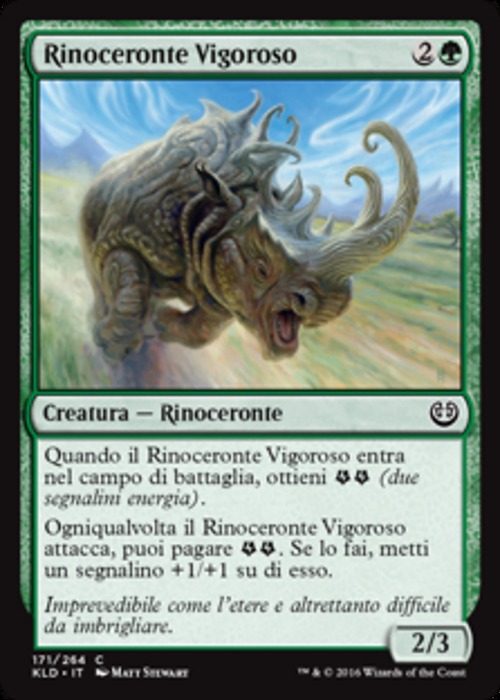 Rinoceronte Vigoroso 2
Creatura — Rinoceronte
Quando il Rinoceronte Vigoroso entra
nel campo di battaglia, ottieni (due
segnalini energia).
Ogniqualvolta il Rinoceronte Vigoroso
attacca, puoi pagare . Se lo fai, metti
un segnalino +1/+1 su di esso.
Imprevedibile come l'etere e altrettanto difficile
da imbrigliare.
2/3
171/264 C
KLD • IT Matt Stewart
™ & © 2016 Wizards of the Coast